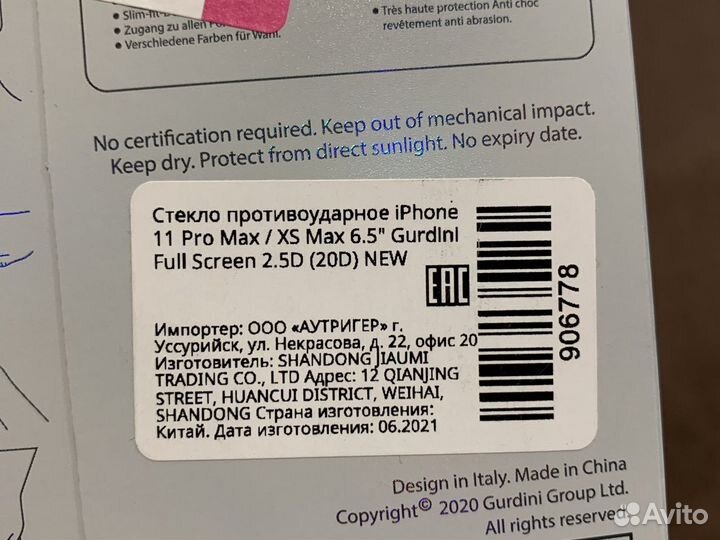 • Slim-fit-D
• Zugang zu allen
• Verschiedene Farben für Wahl.
• Très haute protection Anti choc
revêtement anti abrasion.
No certification required. Keep out of mechanical impact.
Keep dry. Protect from direct sunlight. No expiry date.
Стекло противоударное iPhone
11 Pro Max / XS Max 6.5" Gurdini
Full Screen 2.5D (20D) NEW
EAC
906778
Импортер: ООО «АУТРИГЕР» г.
Уссурийск, ул. Некрасова, д. 22, офис 20
Изготовитель: SHANDONG JIAUMI
TRADING CO., LTD Адрес: 12 QIANJING
STREET, HUANCUI DISTRICT, WEIHAI,
SHANDONG Страна изготовления:
Китай. Дата изготовления: 06.2021
Design in Italy. Made in China
Copyright© 2020 Gurdini Group Ltd.
All rights reserved.
Avito